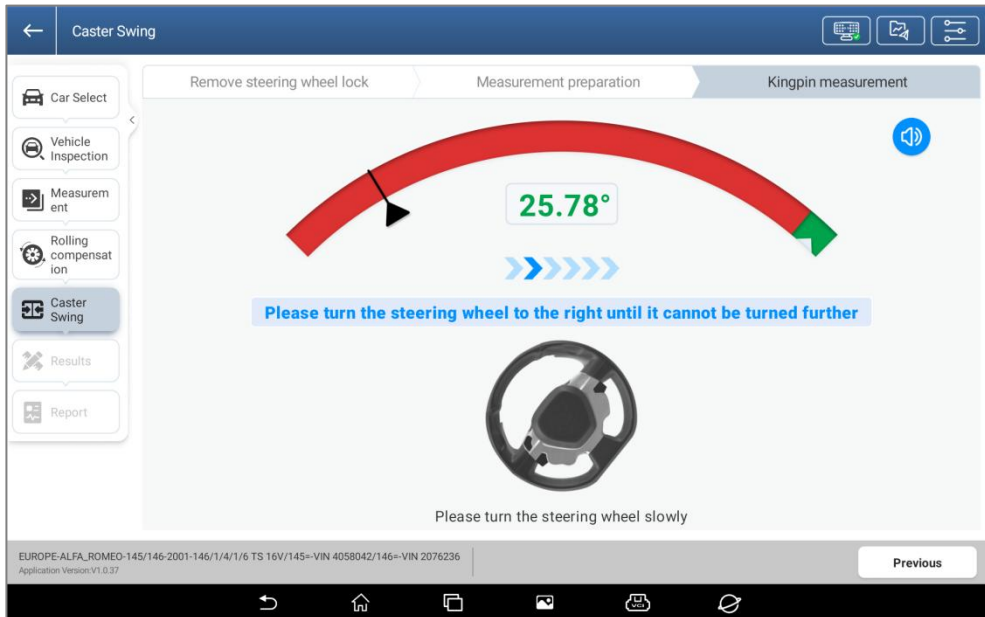 Caster Swing
Remove steering wheel lock
Measurement preparation
Kingpin measurement
Car Select
Vehicle
Inspection
Measurem
ent
Rolling
compensat
ion
Caster
Swing
Results
Report
25.78°
Please turn the steering wheel to the right until it cannot be turned further
Please turn the steering wheel slowly
EUROPE-ALFA_ROMEO-145/146-2001-146/1/4/1/6 TS 16V/145=-VIN 4058042/146=-VIN 2076236
Application Version:V1.0.37
Previous
VCI